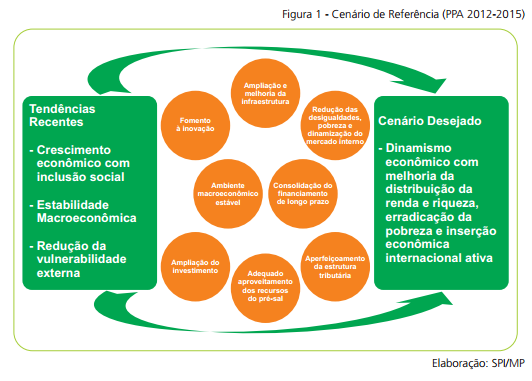 Figura 1 - Cenário de Referência (PPA 2012-2015)
Tendências
Recentes
- Crescimento
econômico com
inclusão social
- Estabilidade
Macroeconômica
- Redução da
vulnerabilidade
externa
Ampliação e
melhoria da
infraestrutura
Fomento
à inovação
Redução das
desigualdades,
pobreza e
dinamização do
mercado interno
Ambiente
macroeconômico
estável
Consolidação do
financiamento
de longo prazo
Ampliação do
Investimento
Adequado
aproveitamento
dos recursos
do pré-sal
Aperfeiçoamento
da estrutura
tributária
Cenário Desejado
- Dinamismo
econômico com
melhoria da
distribuição da
renda e riqueza,
erradicação da
pobreza e inserção
econômica
internacional ativa
Elaboração: SPI/MP